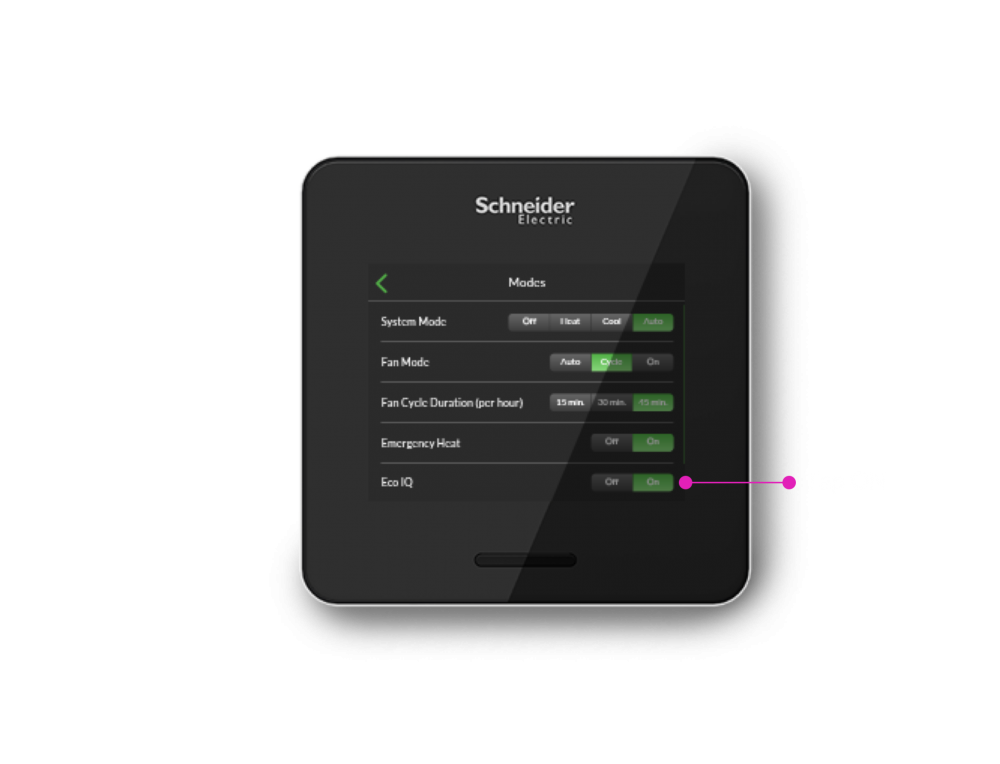 Schneider
Electric
Modes
System Mode Off Heat Cool Auto
Fan Mode Auto Cycle On
Fan Cycle Duration (per hour) 15 min. 30 min. 45 min.
Emergency Heat Off On
Eco IQ Off On